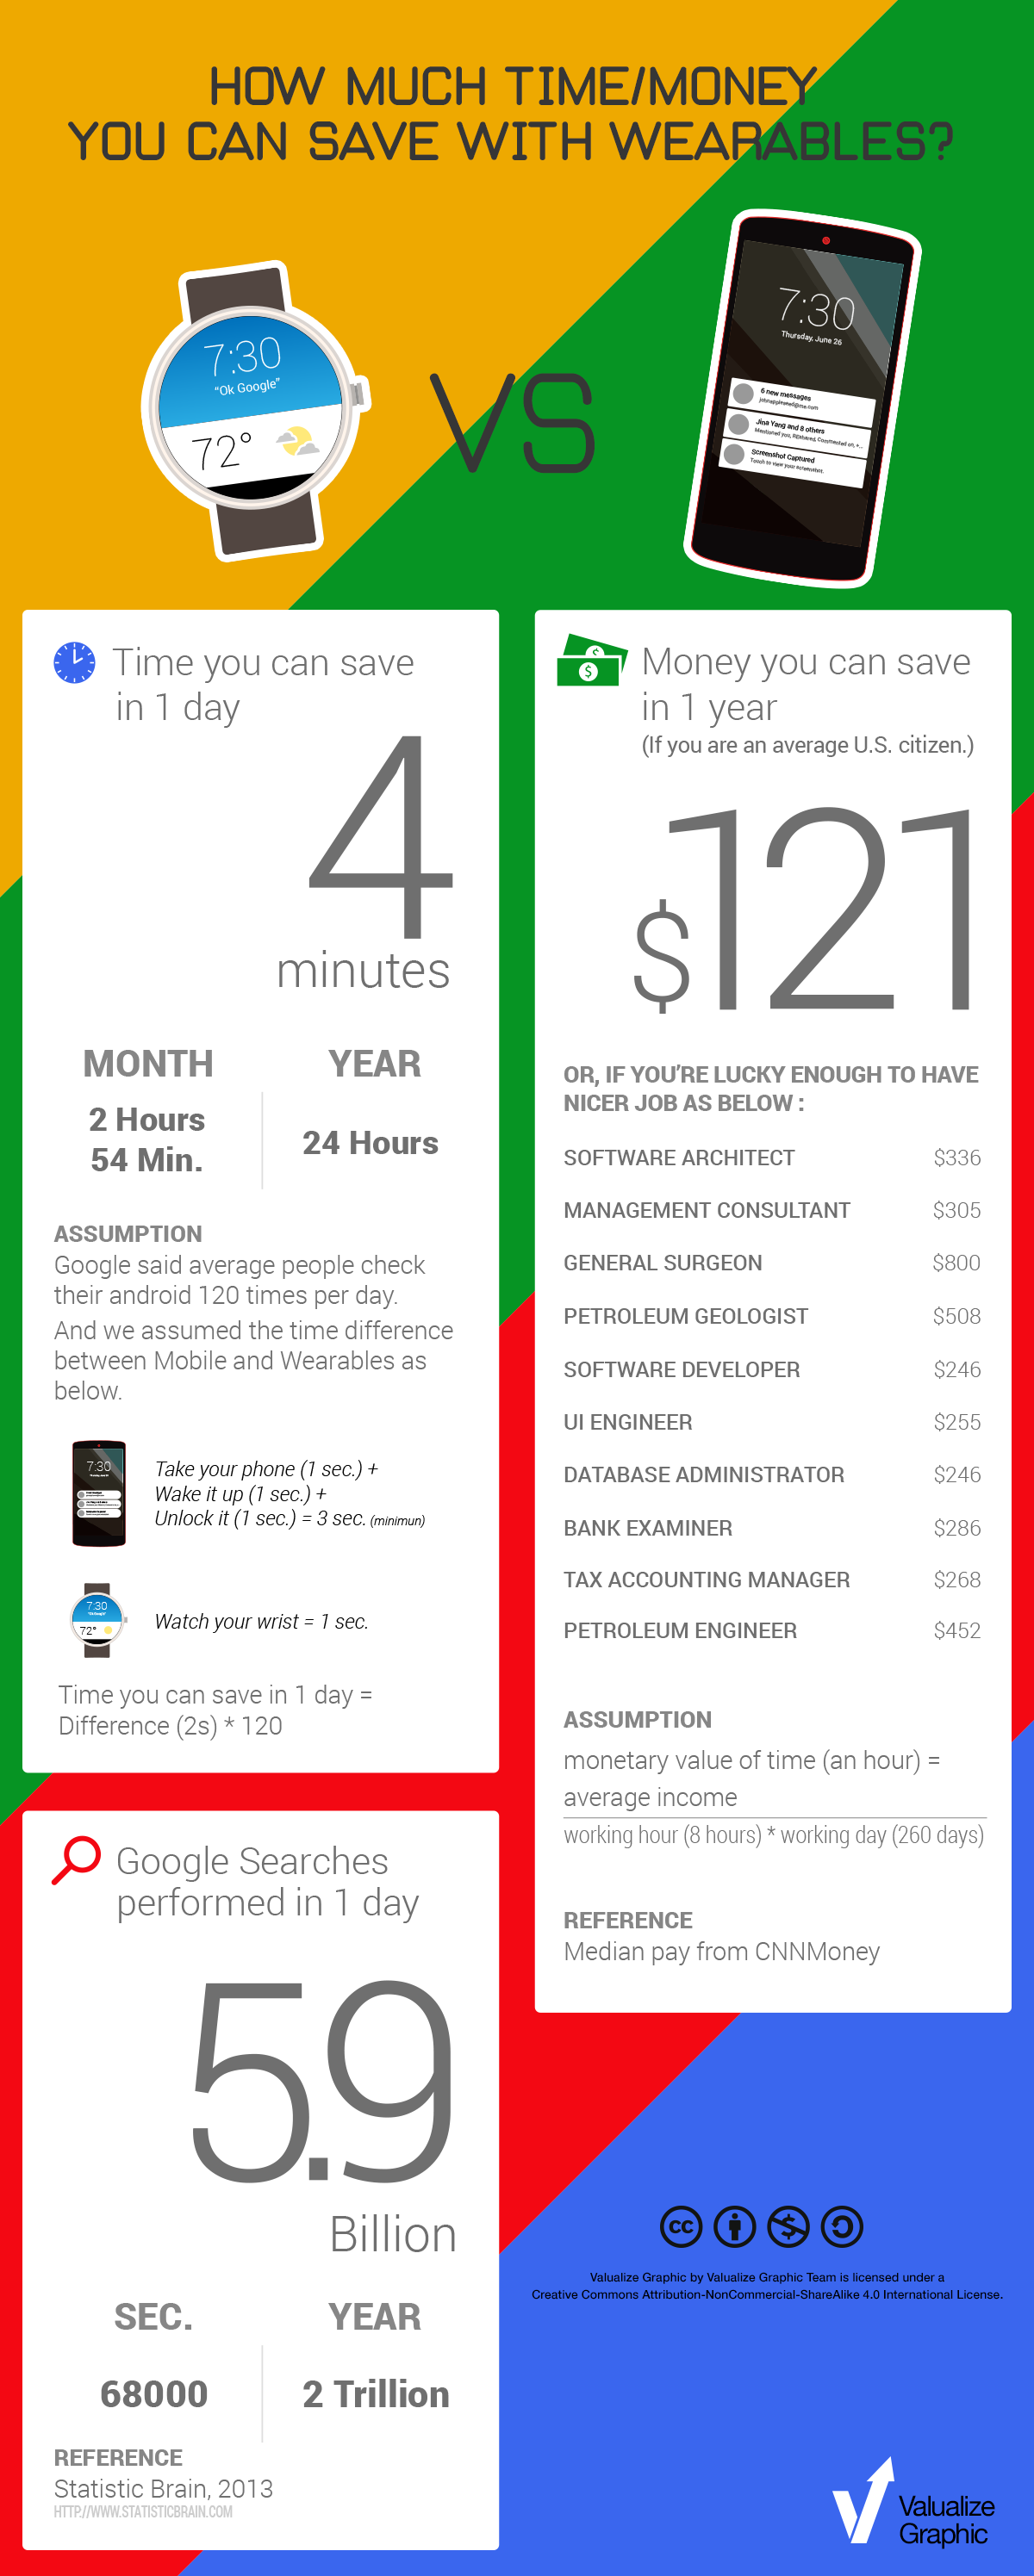 HOW MUCH TIME/MONEY
YOU CAN SAVE WITH WEARABLES?
7:30
"Ok Google"
72°
VS
7:30
Thursday, June 26
6 new messages
Jina Yang and 8 others
Mentioned you, REshared, Commented on, +...
Screenshot Captured
Touch to view your screenshot.
Time you can save
in 1 day
4
minutes
MONTH
2 Hours
54 Min.
YEAR
24 Hours
ASSUMPTION
Google said average people check
their android 120 times per day.
And we assumed the time difference
between Mobile and Wearables as
below.
7:30
Take your phone (1 sec.) +
Wake it up (1 sec.) +
Unlock it (1 sec.) = 3 sec. (minimun)
7:30
"Ok Google"
72°
Watch your wrist = 1 sec.
Time you can save in 1 day =
Difference (2s) * 120
Money you can save
in 1 year
(If you are an average U.S. citizen.)
$121
OR, IF YOU'RE LUCKY ENOUGH TO HAVE
NICER JOB AS BELOW :
SOFTWARE ARCHITECT $336
MANAGEMENT CONSULTANT $305
GENERAL SURGEON $800
PETROLEUM GEOLOGIST $508
SOFTWARE DEVELOPER $246
UI ENGINEER $255
DATABASE ADMINISTRATOR $246
BANK EXAMINER $286
TAX ACCOUNTING MANAGER $268
PETROLEUM ENGINEER $452
ASSUMPTION
monetary value of time (an hour) =
average income
working hour (8 hours) * working day (260 days)
REFERENCE
Median pay from CNNMoney
Google Searches
performed in 1 day
5.9
Billion
SEC.
68000
YEAR
2 Trillion
REFERENCE
Statistic Brain, 2013
HTTP://WWW.STATISTICBRAIN.COM
cc
Valualize Graphic by Valualize Graphic Team is licensed under a
Creative Commons Attribution-NonCommercial-ShareAlike 4.0 International License.
Valualize
Graphic